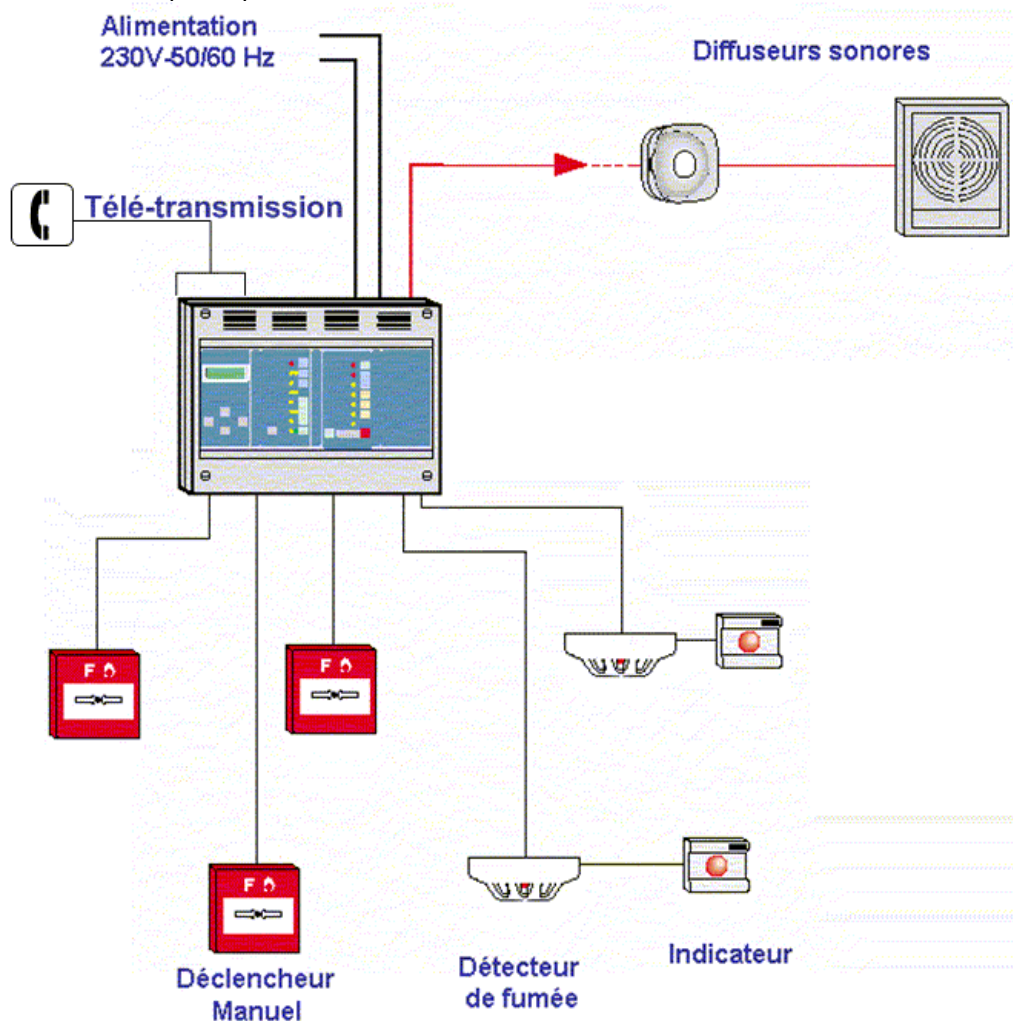 Alimentation
230V-50/60 Hz
Diffuseurs sonores
Télé-transmission
F
F
F
Déclencheur
Manuel
Détecteur
de fumée
Indicateur